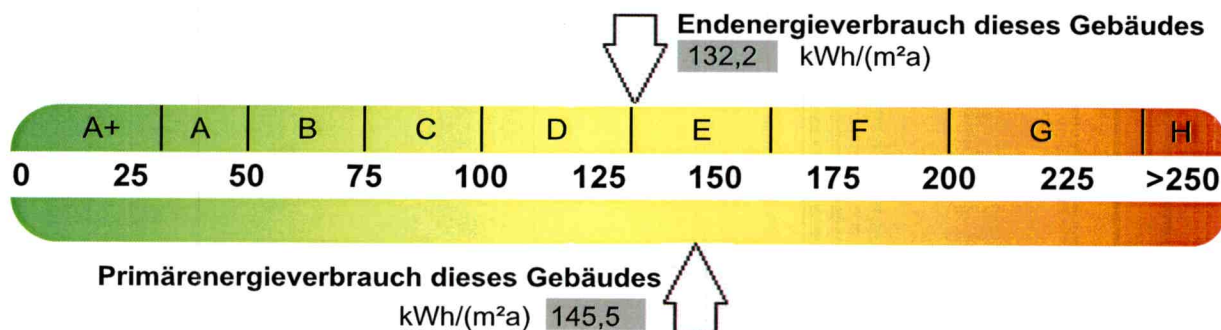 Endenergieverbrauch dieses Gebäudes
132,2 kWh/(m²a)
A+ A B C D E F G H
0 25 50 75 100 125 150 175 200 225 >250
Primärenergieverbrauch dieses Gebäudes
kWh/(m²a) 145,5